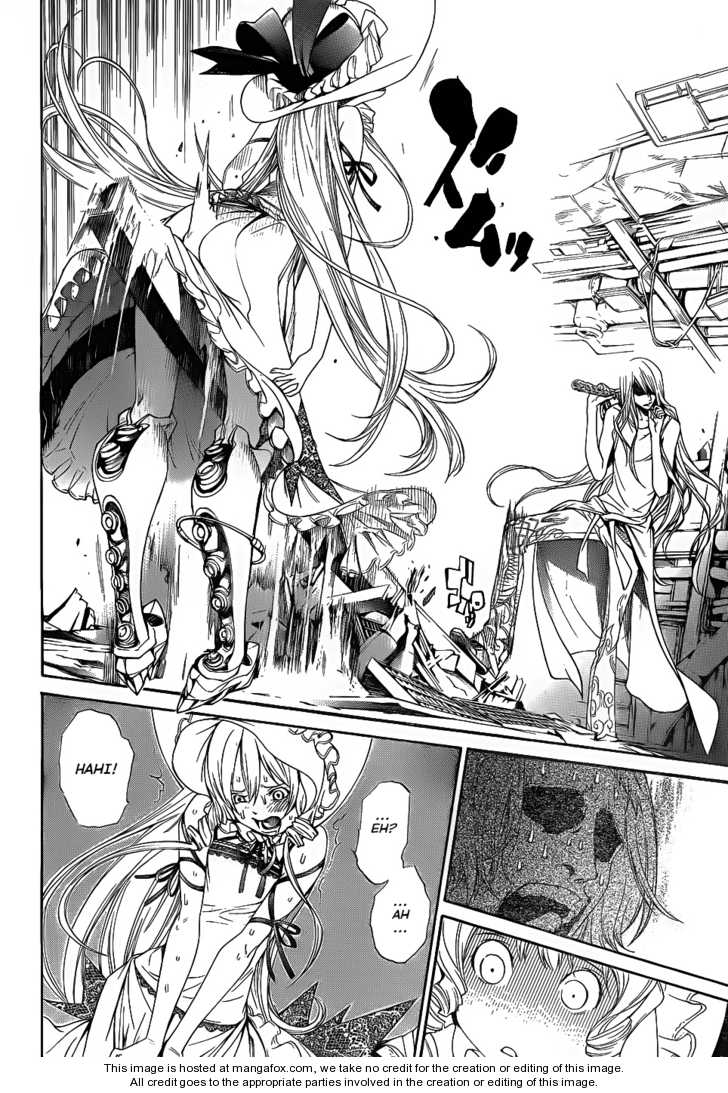 ズズ
ズムッ
HAHI!
...
EH?
...
AH
...
This image is hosted at mangafox.com, we take no credit for the creation or editing of this image.
All credit goes to the appropriate parties involved in the creation or editing of this image.